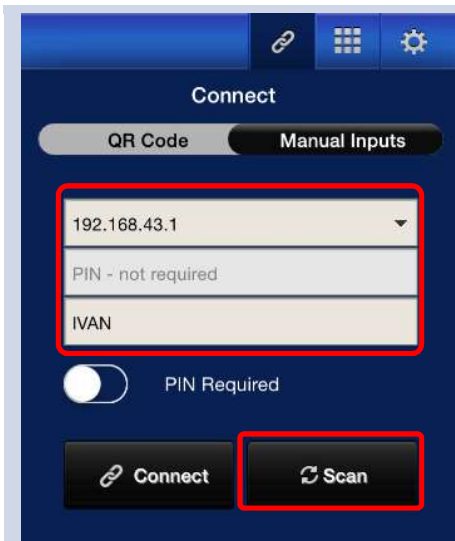 Connect
QR Code Manual Inputs
192.168.43.1
PIN - not required
IVAN
PIN Required
Connect Scan